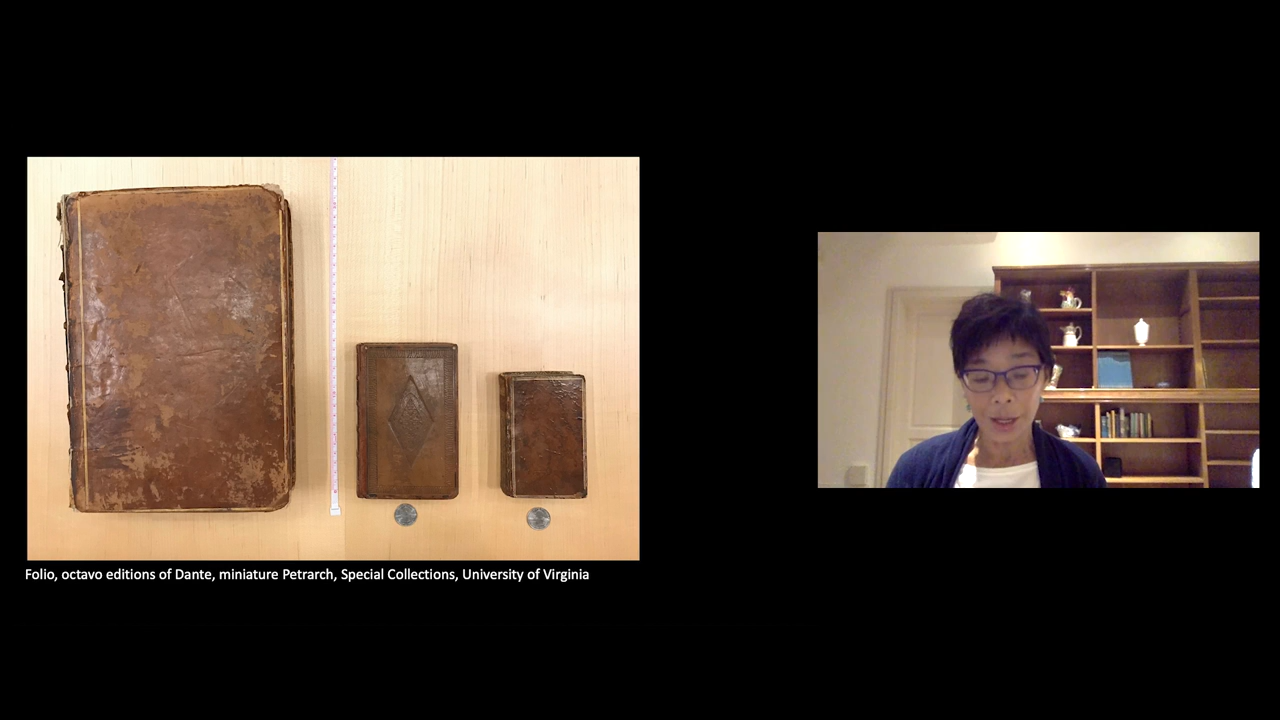 Folio, octavo editions of Dante, miniature Petrarch, Special Collections, University of Virginia